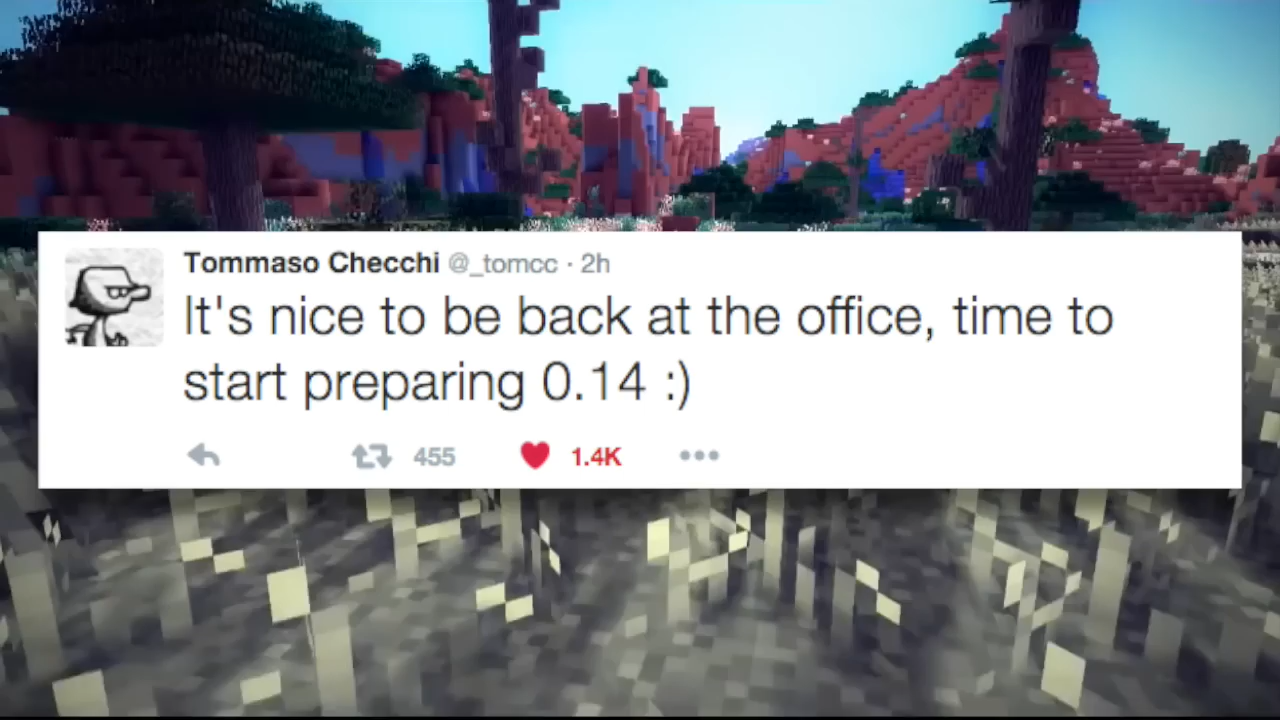 Tommaso Checchi @_tomcc · 2h
It's nice to be back at the office, time to
start preparing 0.14 :)
455 1.4K